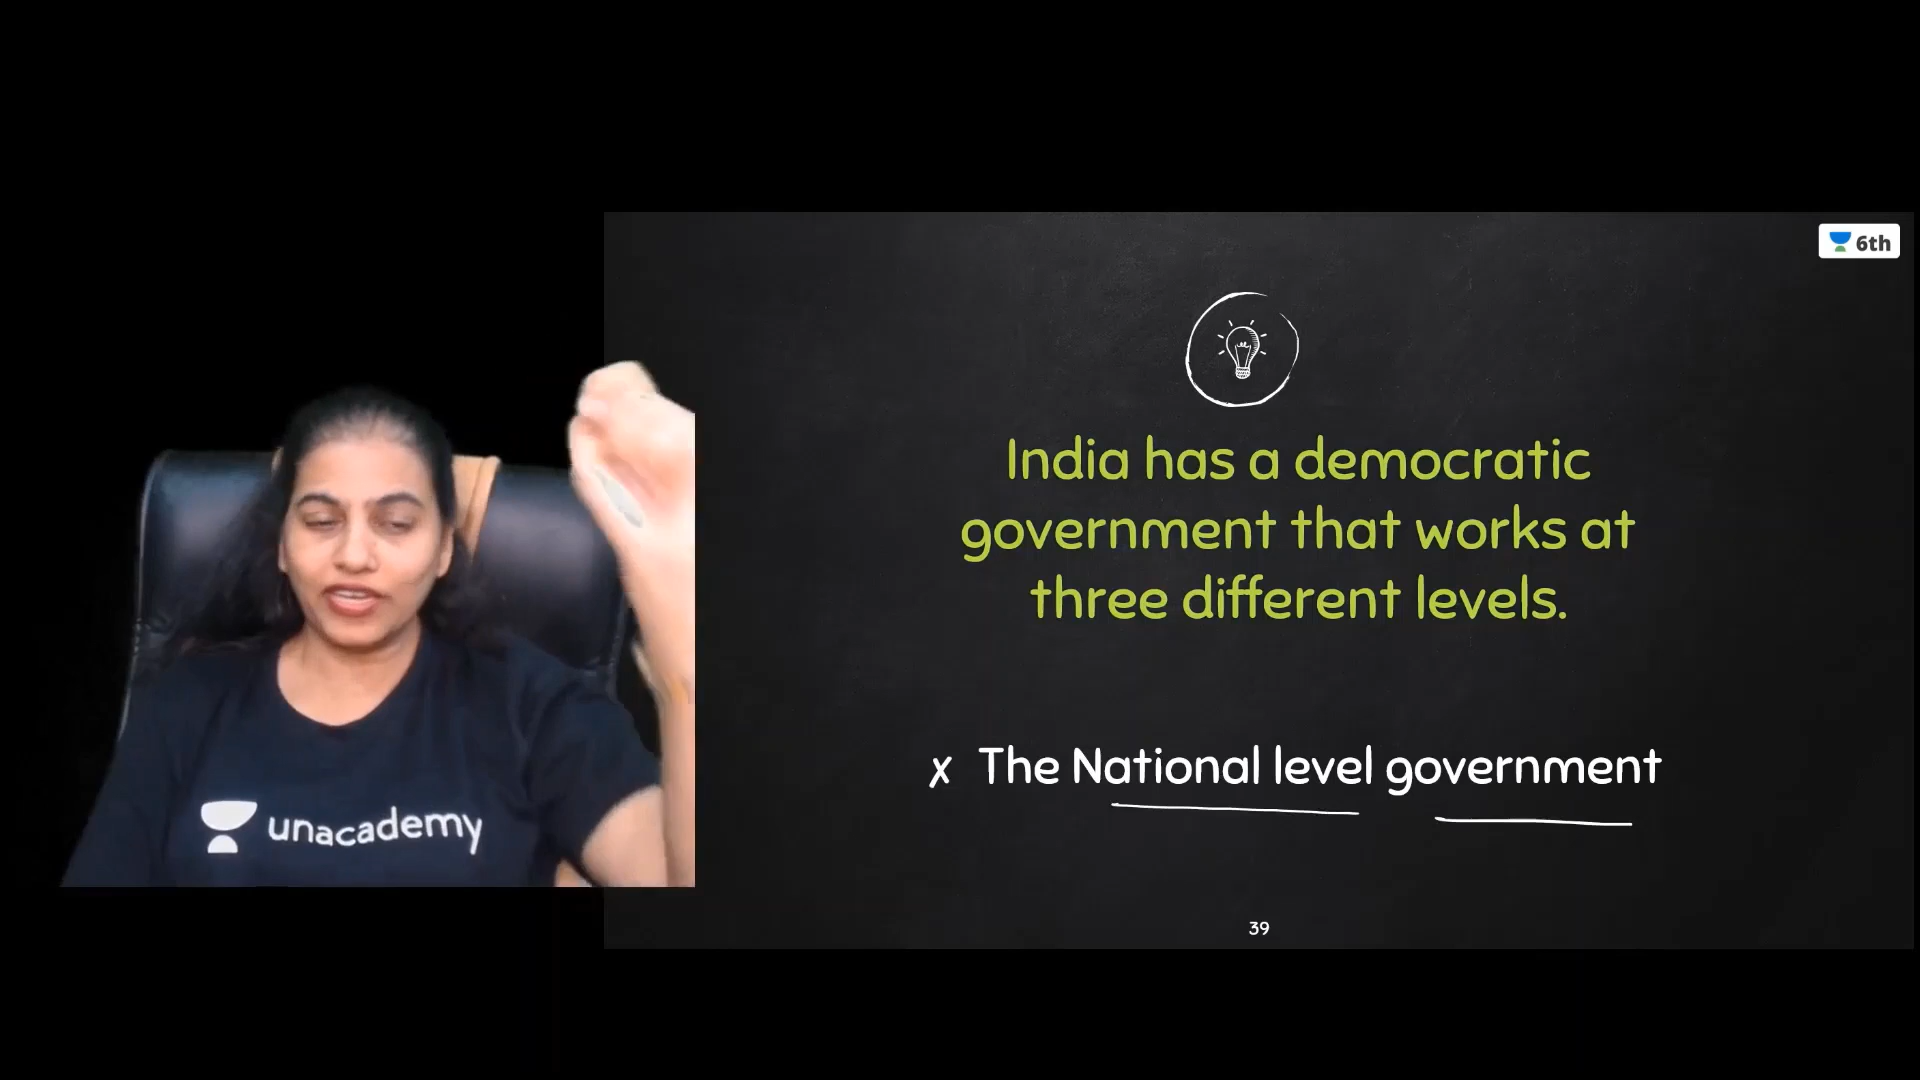 6th
India has a democratic
government that works at
three different levels.
x The National level government
unacademy
39